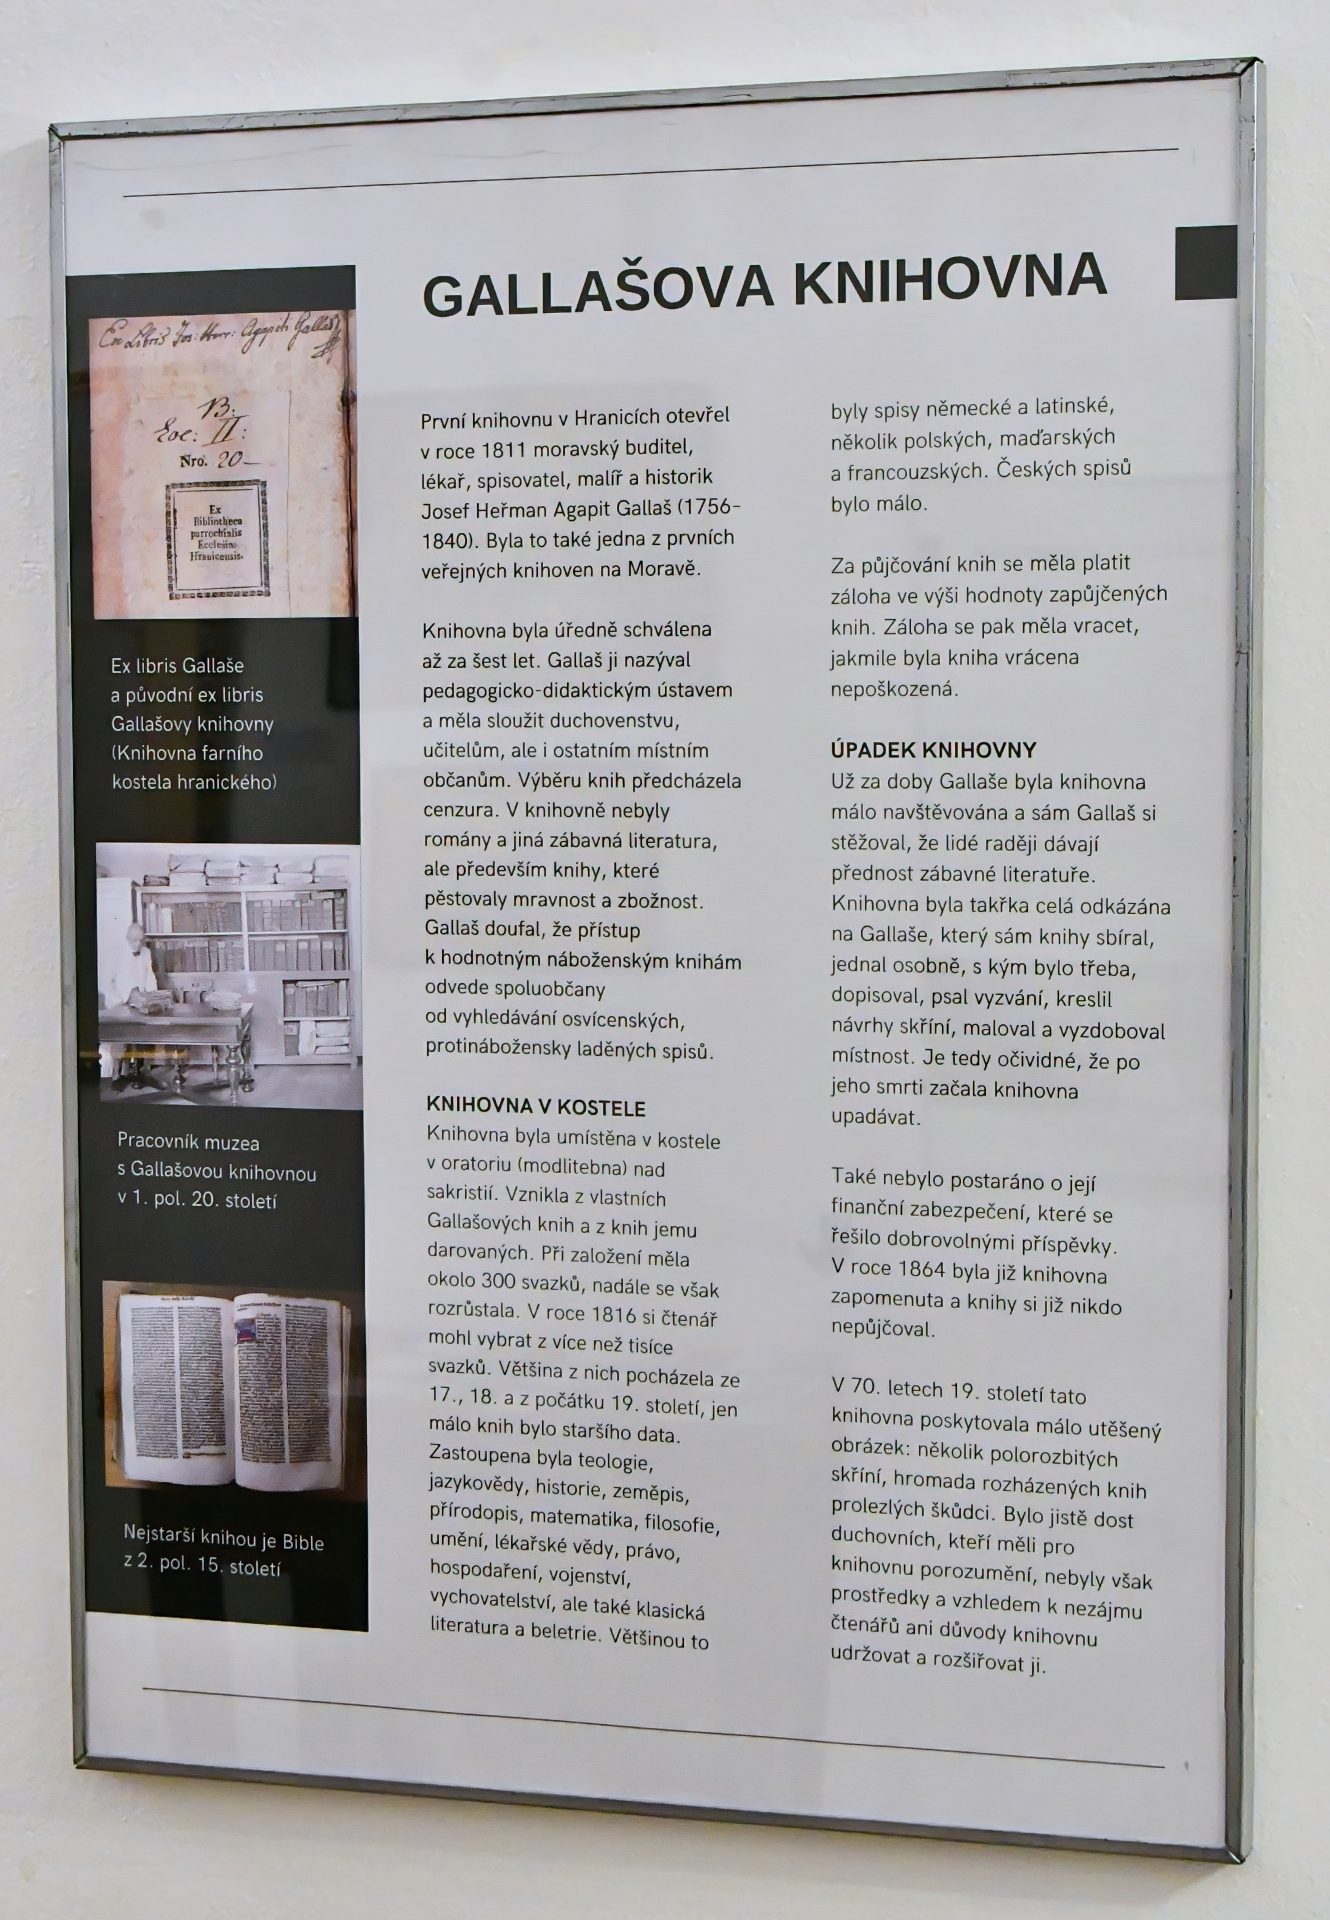 GALLAŠOVA KNIHOVNA
Ex Libris Jos: Herr: Agapiti Gallaš
B:
Loc: II:
Nro. 20
Ex
Bibliotheca
parrochialis
Ecclesiæ
Hranicensis.
Ex libris Gallaše
a původní ex libris
Gallašovy knihovny
(Knihovna farního
kostela hranického)
Pracovník muzea
s Gallašovou knihovnou
v 1. pol. 20. století
Nejstarší knihou je Bible
z 2. pol. 15. století
První knihovnu v Hranicích otevřel
v roce 1811 moravský buditel,
lékař, spisovatel, malíř a historik
Josef Heřman Agapit Gallaš (1756–
1840). Byla to také jedna z prvních
veřejných knihoven na Moravě.
Knihovna byla úředně schválena
až za šest let. Gallaš ji nazýval
pedagogicko-didaktickým ústavem
a měla sloužit duchovenstvu,
učitelům, ale i ostatním místním
občanům. Výběru knih předcházela
cenzura. V knihovně nebyly
romány a jiná zábavná literatura,
ale především knihy, které
pěstovaly mravnost a zbožnost.
Gallaš doufal, že přístup
k hodnotným náboženským knihám
odvede spoluobčany
od vyhledávání osvícenských,
protinábožensky laděných spisů.
KNIHOVNA V KOSTELE
Knihovna byla umístěna v kostele
v oratoriu (modlitebna) nad
sakristií. Vznikla z vlastních
Gallašových knih a z knih jemu
darovaných. Při založení měla
okolo 300 svazků, nadále se však
rozrůstala. V roce 1816 si čtenář
mohl vybrat z více než tisíce
svazků. Většina z nich pocházela ze
17., 18. a z počátku 19. století, jen
málo knih bylo staršího data.
Zastoupena byla teologie,
jazykovědy, historie, zeměpis,
přírodopis, matematika, filosofie,
umění, lékařské vědy, právo,
hospodaření, vojenství,
vychovatelství, ale také klasická
literatura a beletrie. Většinou to
byly spisy německé a latinské,
několik polských, maďarských
a francouzských. Českých spisů
bylo málo.
Za půjčování knih se měla platit
záloha ve výši hodnoty zapůjčených
knih. Záloha se pak měla vracet,
jakmile byla kniha vrácena
nepoškozená.
ÚPADEK KNIHOVNY
Už za doby Gallaše byla knihovna
málo navštěvována a sám Gallaš si
stěžoval, že lidé raději dávají
přednost zábavné literatuře.
Knihovna byla takřka celá odkázána
na Gallaše, který sám knihy sbíral,
jednal osobně, s kým bylo třeba,
dopisoval, psal vyzvání, kreslil
návrhy skříní, maloval a vyzdoboval
místnost. Je tedy očividné, že po
jeho smrti začala knihovna
upadávat.
Také nebylo postaráno o její
finanční zabezpečení, které se
řešilo dobrovolnými příspěvky.
V roce 1864 byla již knihovna
zapomenuta a knihy si již nikdo
nepůjčoval.
V 70. letech 19. století tato
knihovna poskytovala málo utěšený
obrázek: několik polorozbitých
skříní, hromada rozházených knih
prolezlých škůdci. Bylo jistě dost
duchovních, kteří měli pro
knihovnu porozumění, nebyly však
prostředky a vzhledem k nezájmu
čtenářů ani důvody knihovnu
udržovat a rozšiřovat ji.